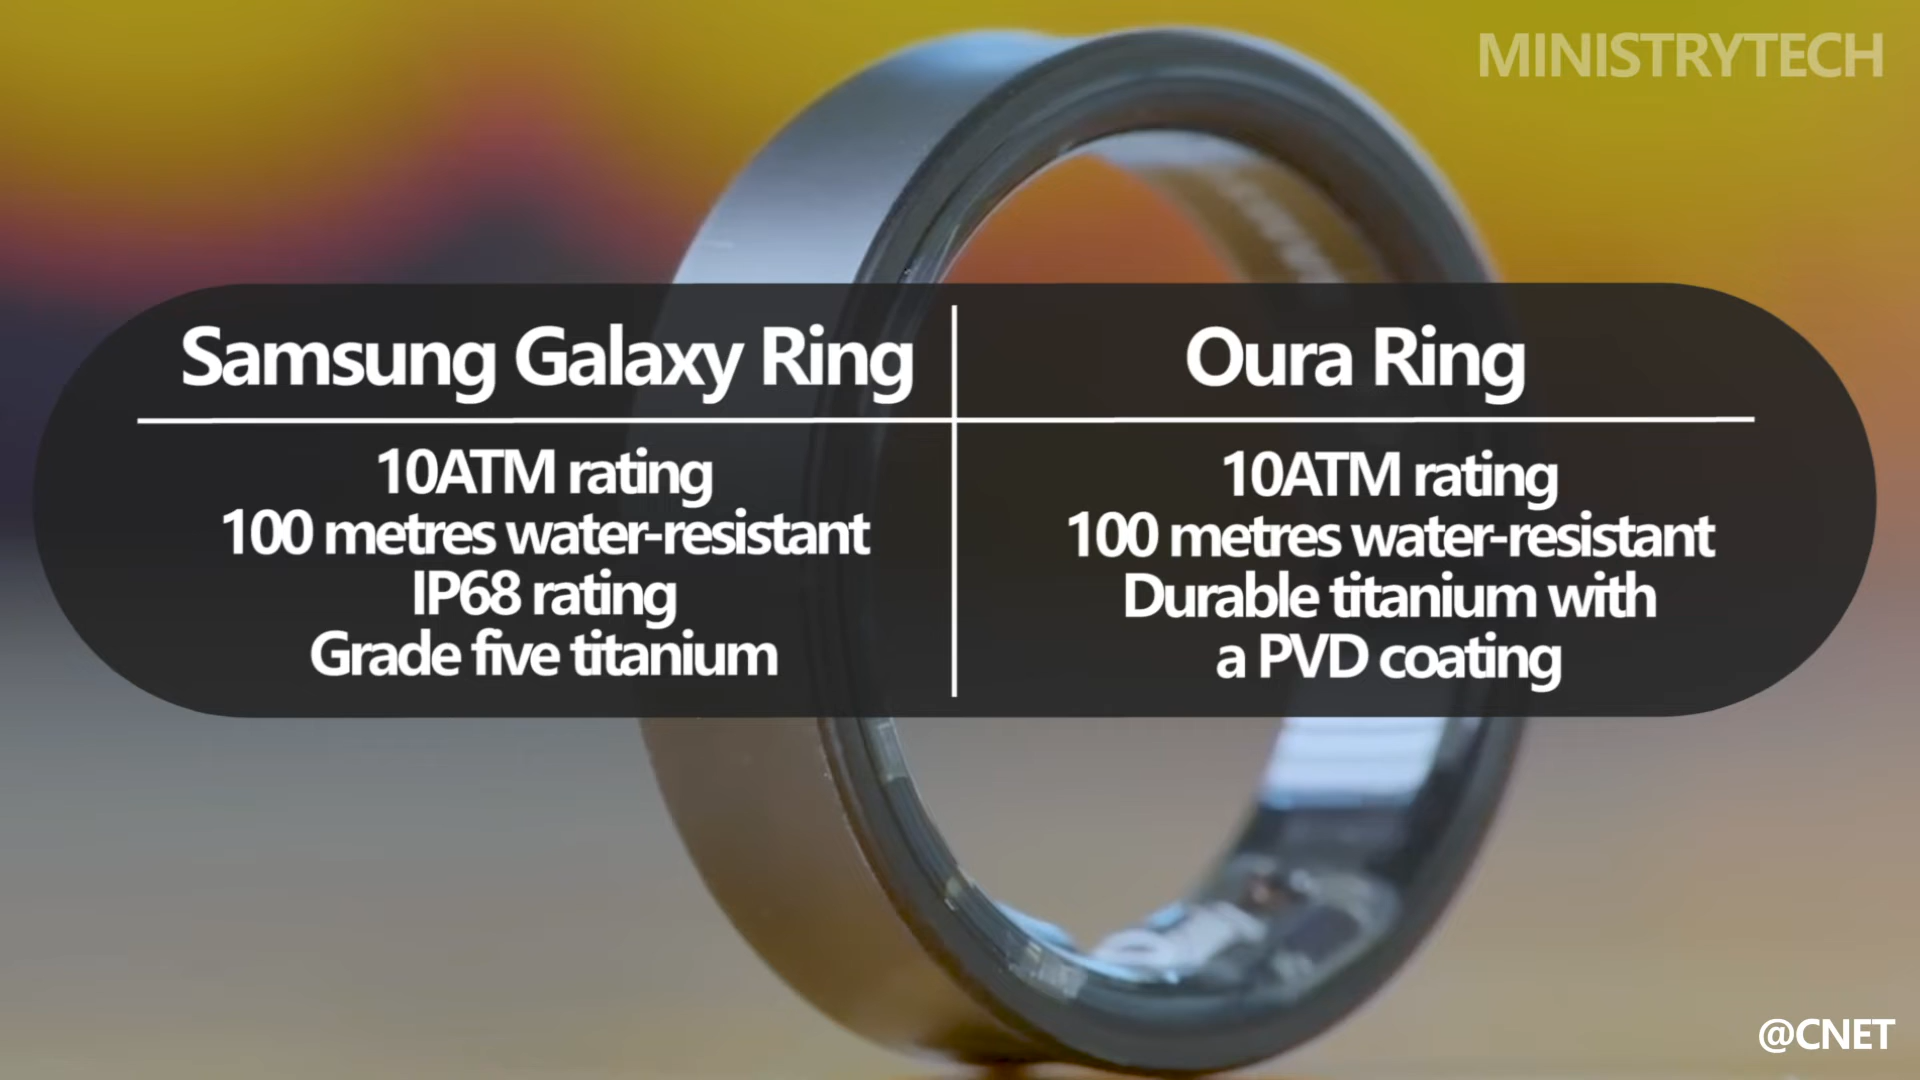 MINISTRYTECH
Samsung Galaxy Ring
10ATM rating
100 metres water-resistant
IP68 rating
Grade five titanium
Oura Ring
10ATM rating
100 metres water-resistant
Durable titanium with
a PVD coating
@CNET